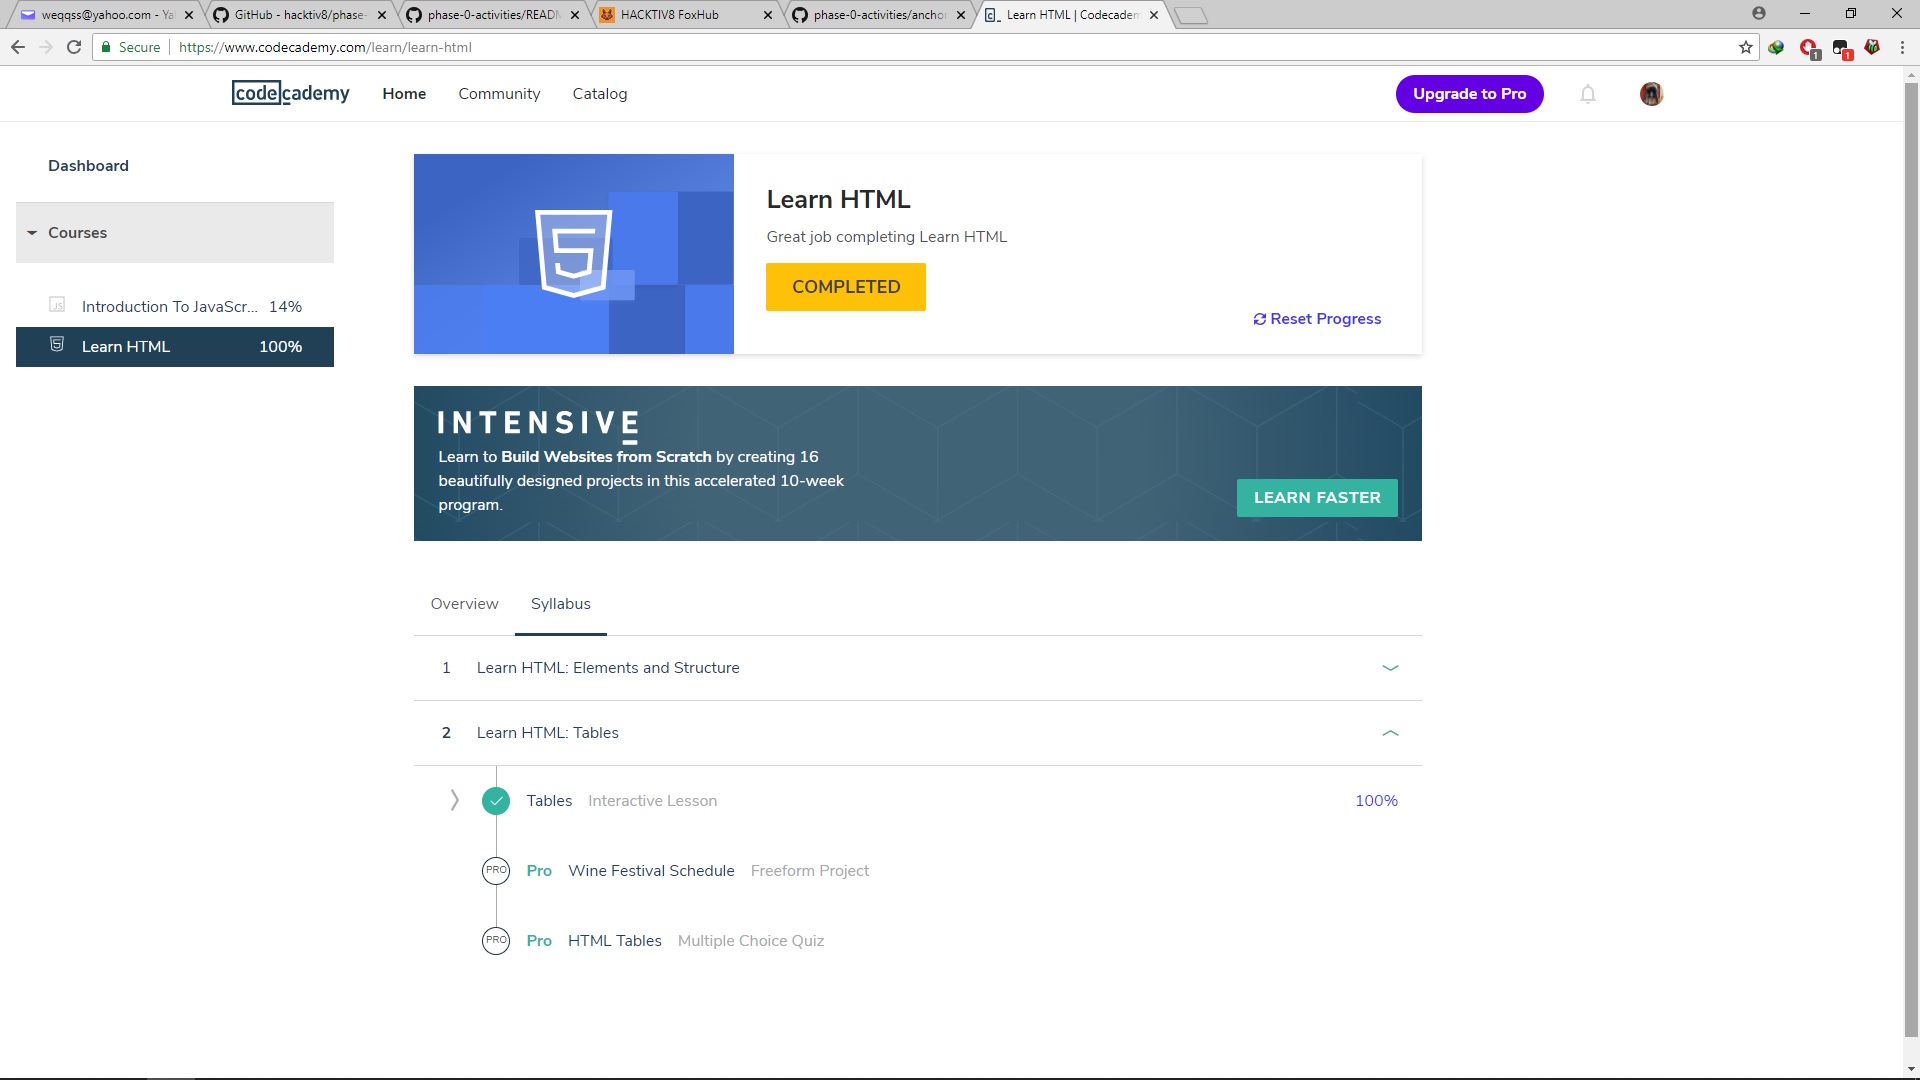 weqqss@yahoo.com - Ya
GitHub - hacktiv8/phase-
phase-0-activities/READ
HACKTIV8 FoxHub
phase-0-activities/ancho
Learn HTML | Codecadem
Secure
https://www.codecademy.com/learn/learn-html
1
1
codecademy
Home
Community
Catalog
Upgrade to Pro
Dashboard
Courses
JS
Introduction To JavaScr... 14%
Learn HTML 100%
5
Learn HTML
Great job completing Learn HTML
COMPLETED
Reset Progress
INTENSIVE
Learn to Build Websites from Scratch by creating 16
beautifully designed projects in this accelerated 10-week
program.
LEARN FASTER
Overview
Syllabus
1 Learn HTML: Elements and Structure
2 Learn HTML: Tables
Tables Interactive Lesson 100%
PRO Pro Wine Festival Schedule Freeform Project
PRO Pro HTML Tables Multiple Choice Quiz